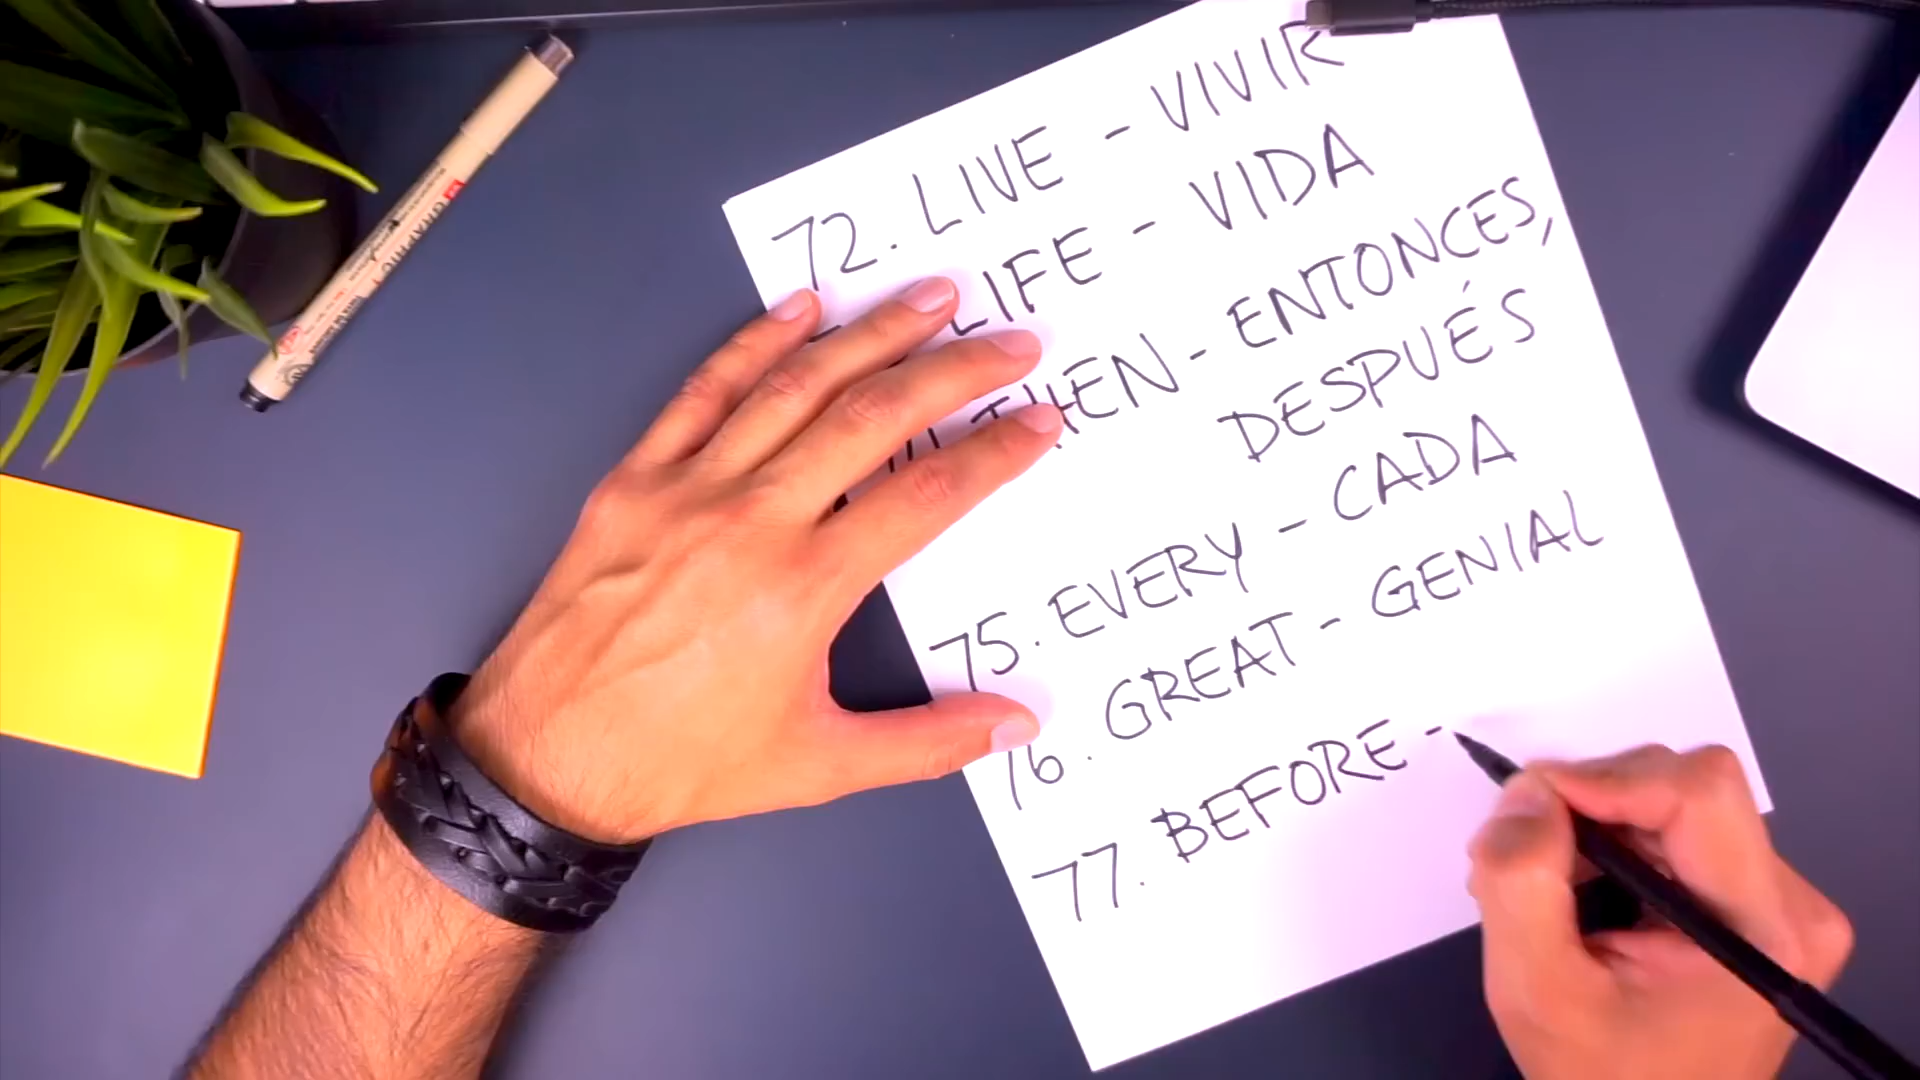 72. LIVE - VIVIR
LIFE - VIDA
THEN - ENTONCES,
DESPUÉS
75. EVERY - CADA
76. GREAT - GENIAL
77. BEFORE -